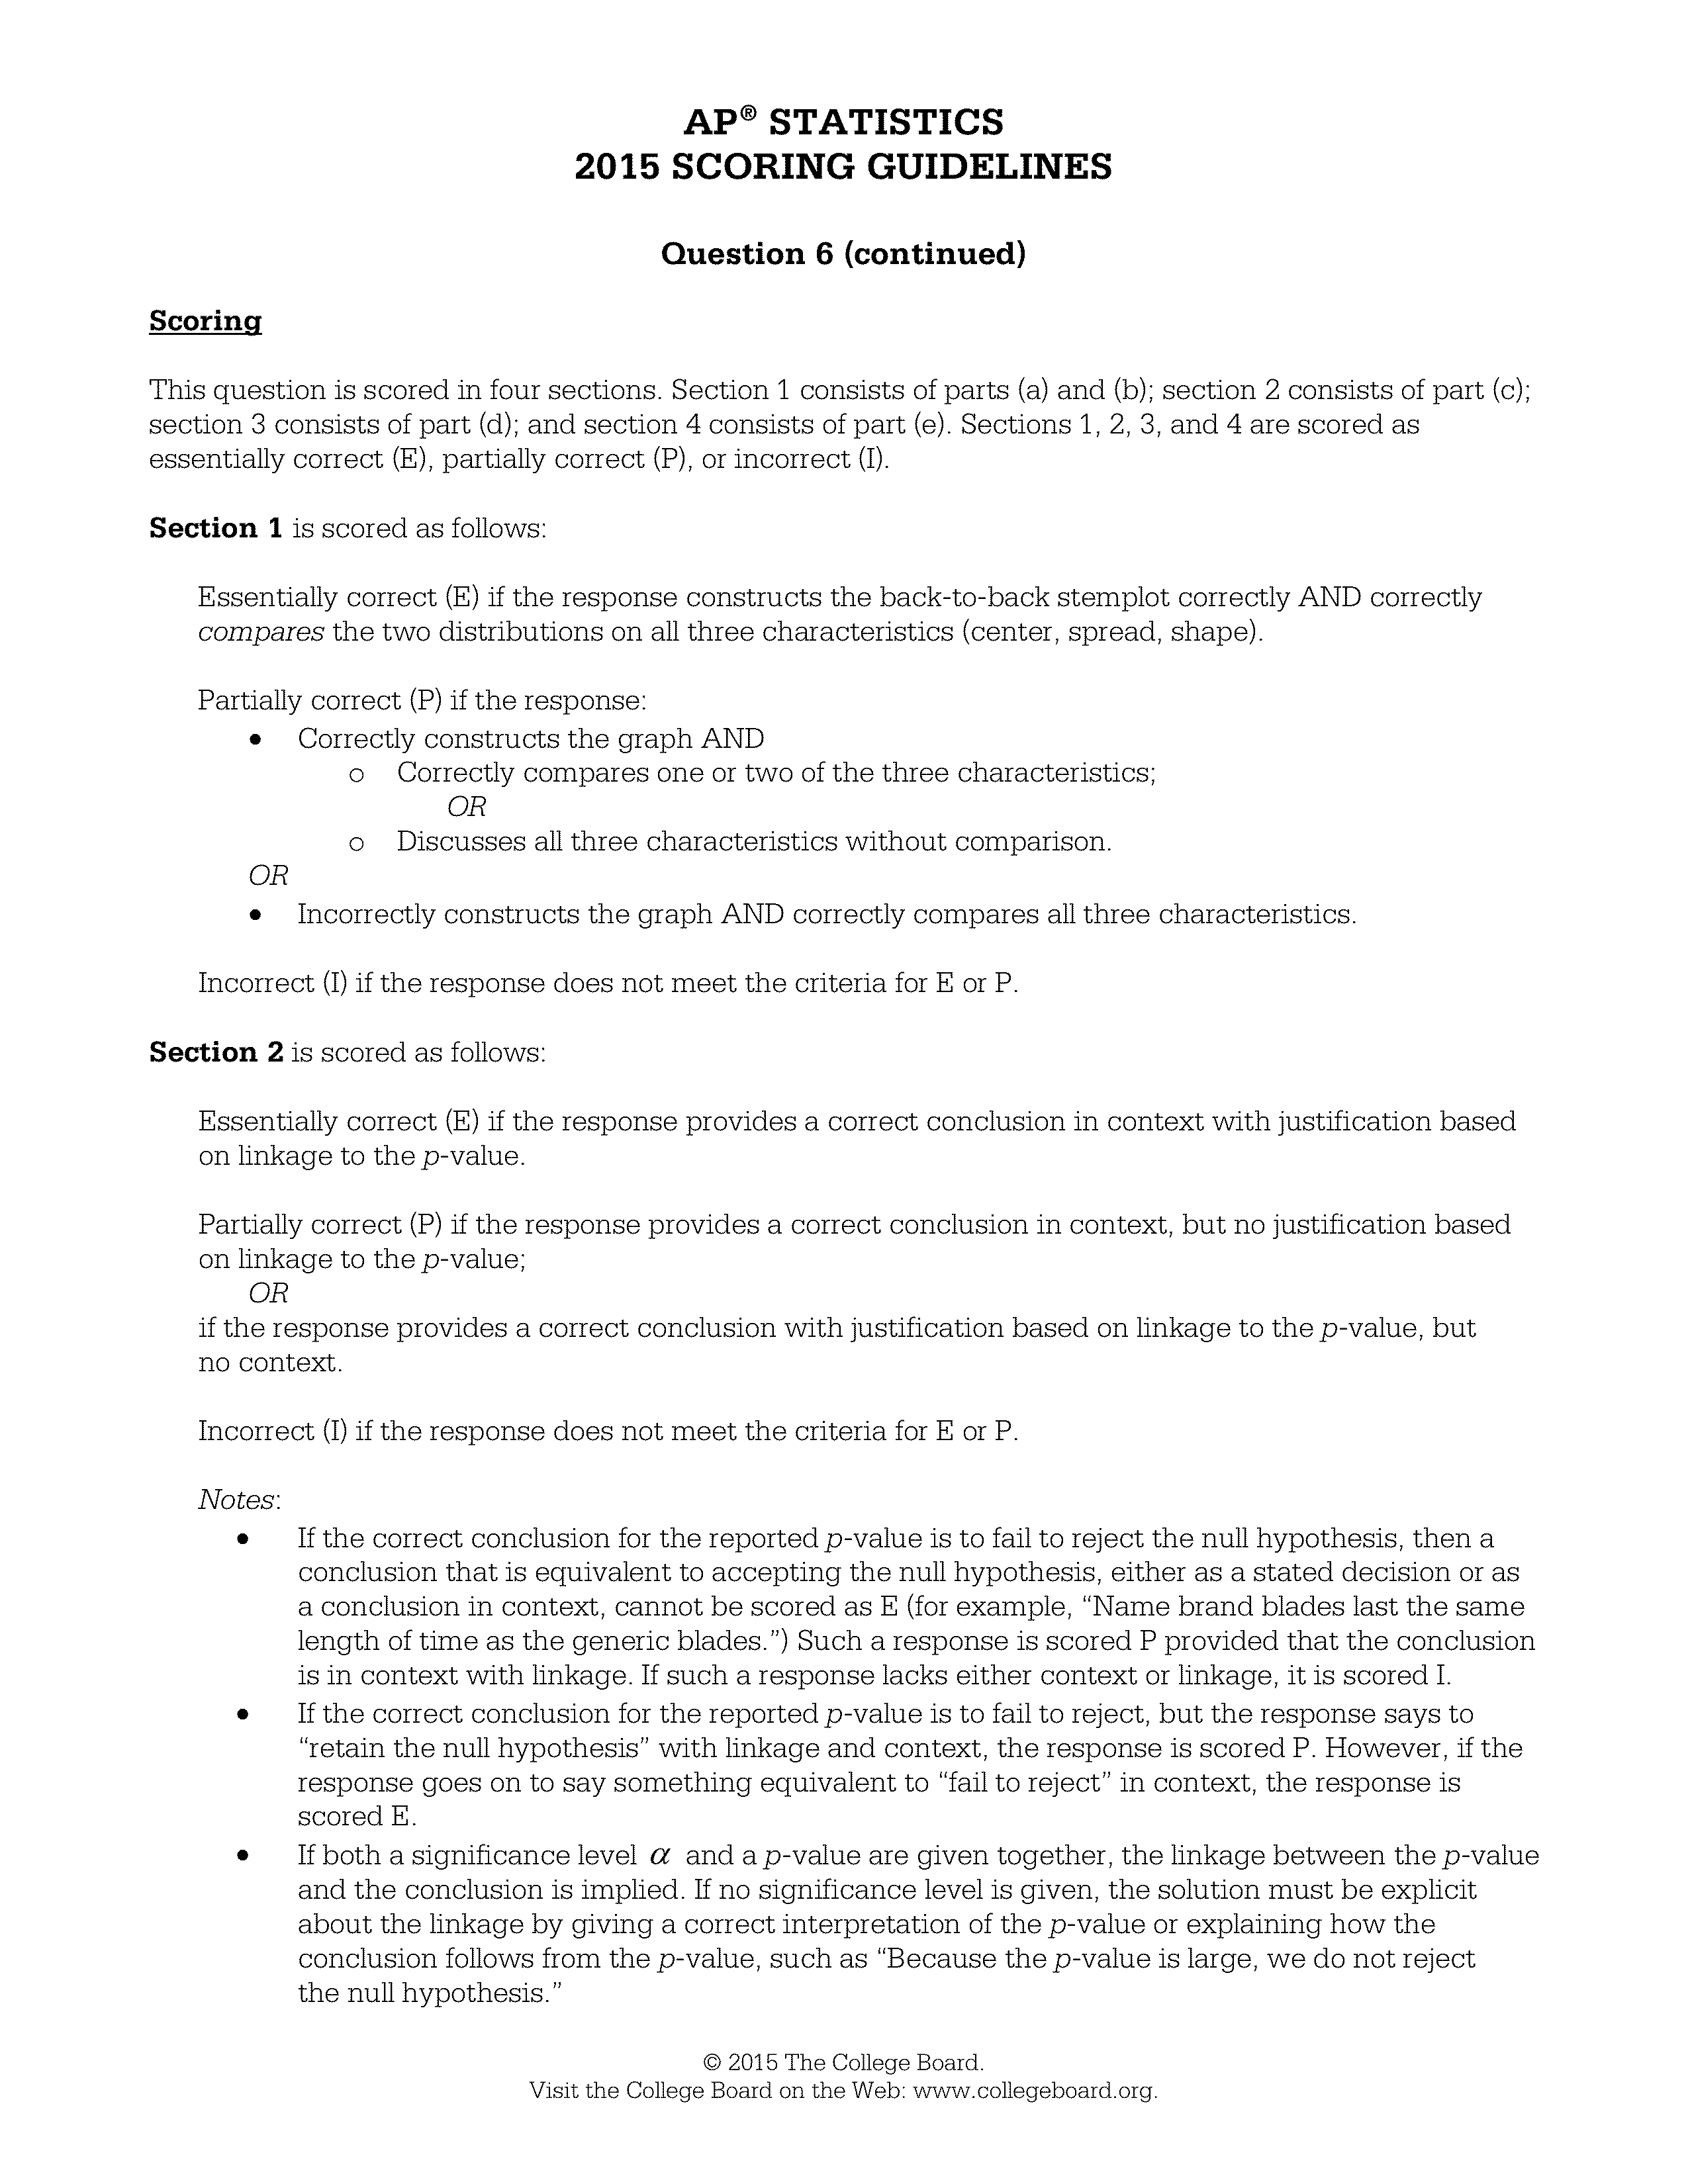 AP® STATISTICS
2015 SCORING GUIDELINES
Question 6 (continued)
Scoring
This question is scored in four sections. Section 1 consists of parts (a) and (b); section 2 consists of part (c);
section 3 consists of part (d); and section 4 consists of part (e). Sections 1, 2, 3, and 4 are scored as
essentially correct (E), partially correct (P), or incorrect (I).
Section 1 is scored as follows:
Essentially correct (E) if the response constructs the back-to-back stemplot correctly AND correctly
compares the two distributions on all three characteristics (center, spread, shape).
Partially correct (P) if the response:
• Correctly constructs the graph AND
o Correctly compares one or two of the three characteristics;
OR
o Discusses all three characteristics without comparison.
OR
• Incorrectly constructs the graph AND correctly compares all three characteristics.
Incorrect (I) if the response does not meet the criteria for E or P.
Section 2 is scored as follows:
Essentially correct (E) if the response provides a correct conclusion in context with justification based
on linkage to the p-value.
Partially correct (P) if the response provides a correct conclusion in context, but no justification based
on linkage to the p-value;
OR
if the response provides a correct conclusion with justification based on linkage to the p-value, but
no context.
Incorrect (I) if the response does not meet the criteria for E or P.
Notes:
• If the correct conclusion for the reported p-value is to fail to reject the null hypothesis, then a
conclusion that is equivalent to accepting the null hypothesis, either as a stated decision or as
a conclusion in context, cannot be scored as E (for example, “Name brand blades last the same
length of time as the generic blades.”) Such a response is scored P provided that the conclusion
is in context with linkage. If such a response lacks either context or linkage, it is scored I.
• If the correct conclusion for the reported p-value is to fail to reject, but the response says to
“retain the null hypothesis” with linkage and context, the response is scored P. However, if the
response goes on to say something equivalent to “fail to reject” in context, the response is
scored E.
• If both a significance level α and a p-value are given together, the linkage between the p-value
and the conclusion is implied. If no significance level is given, the solution must be explicit
about the linkage by giving a correct interpretation of the p-value or explaining how the
conclusion follows from the p-value, such as “Because the p-value is large, we do not reject
the null hypothesis.”
© 2015 The College Board.
Visit the College Board on the Web: www.collegeboard.org.